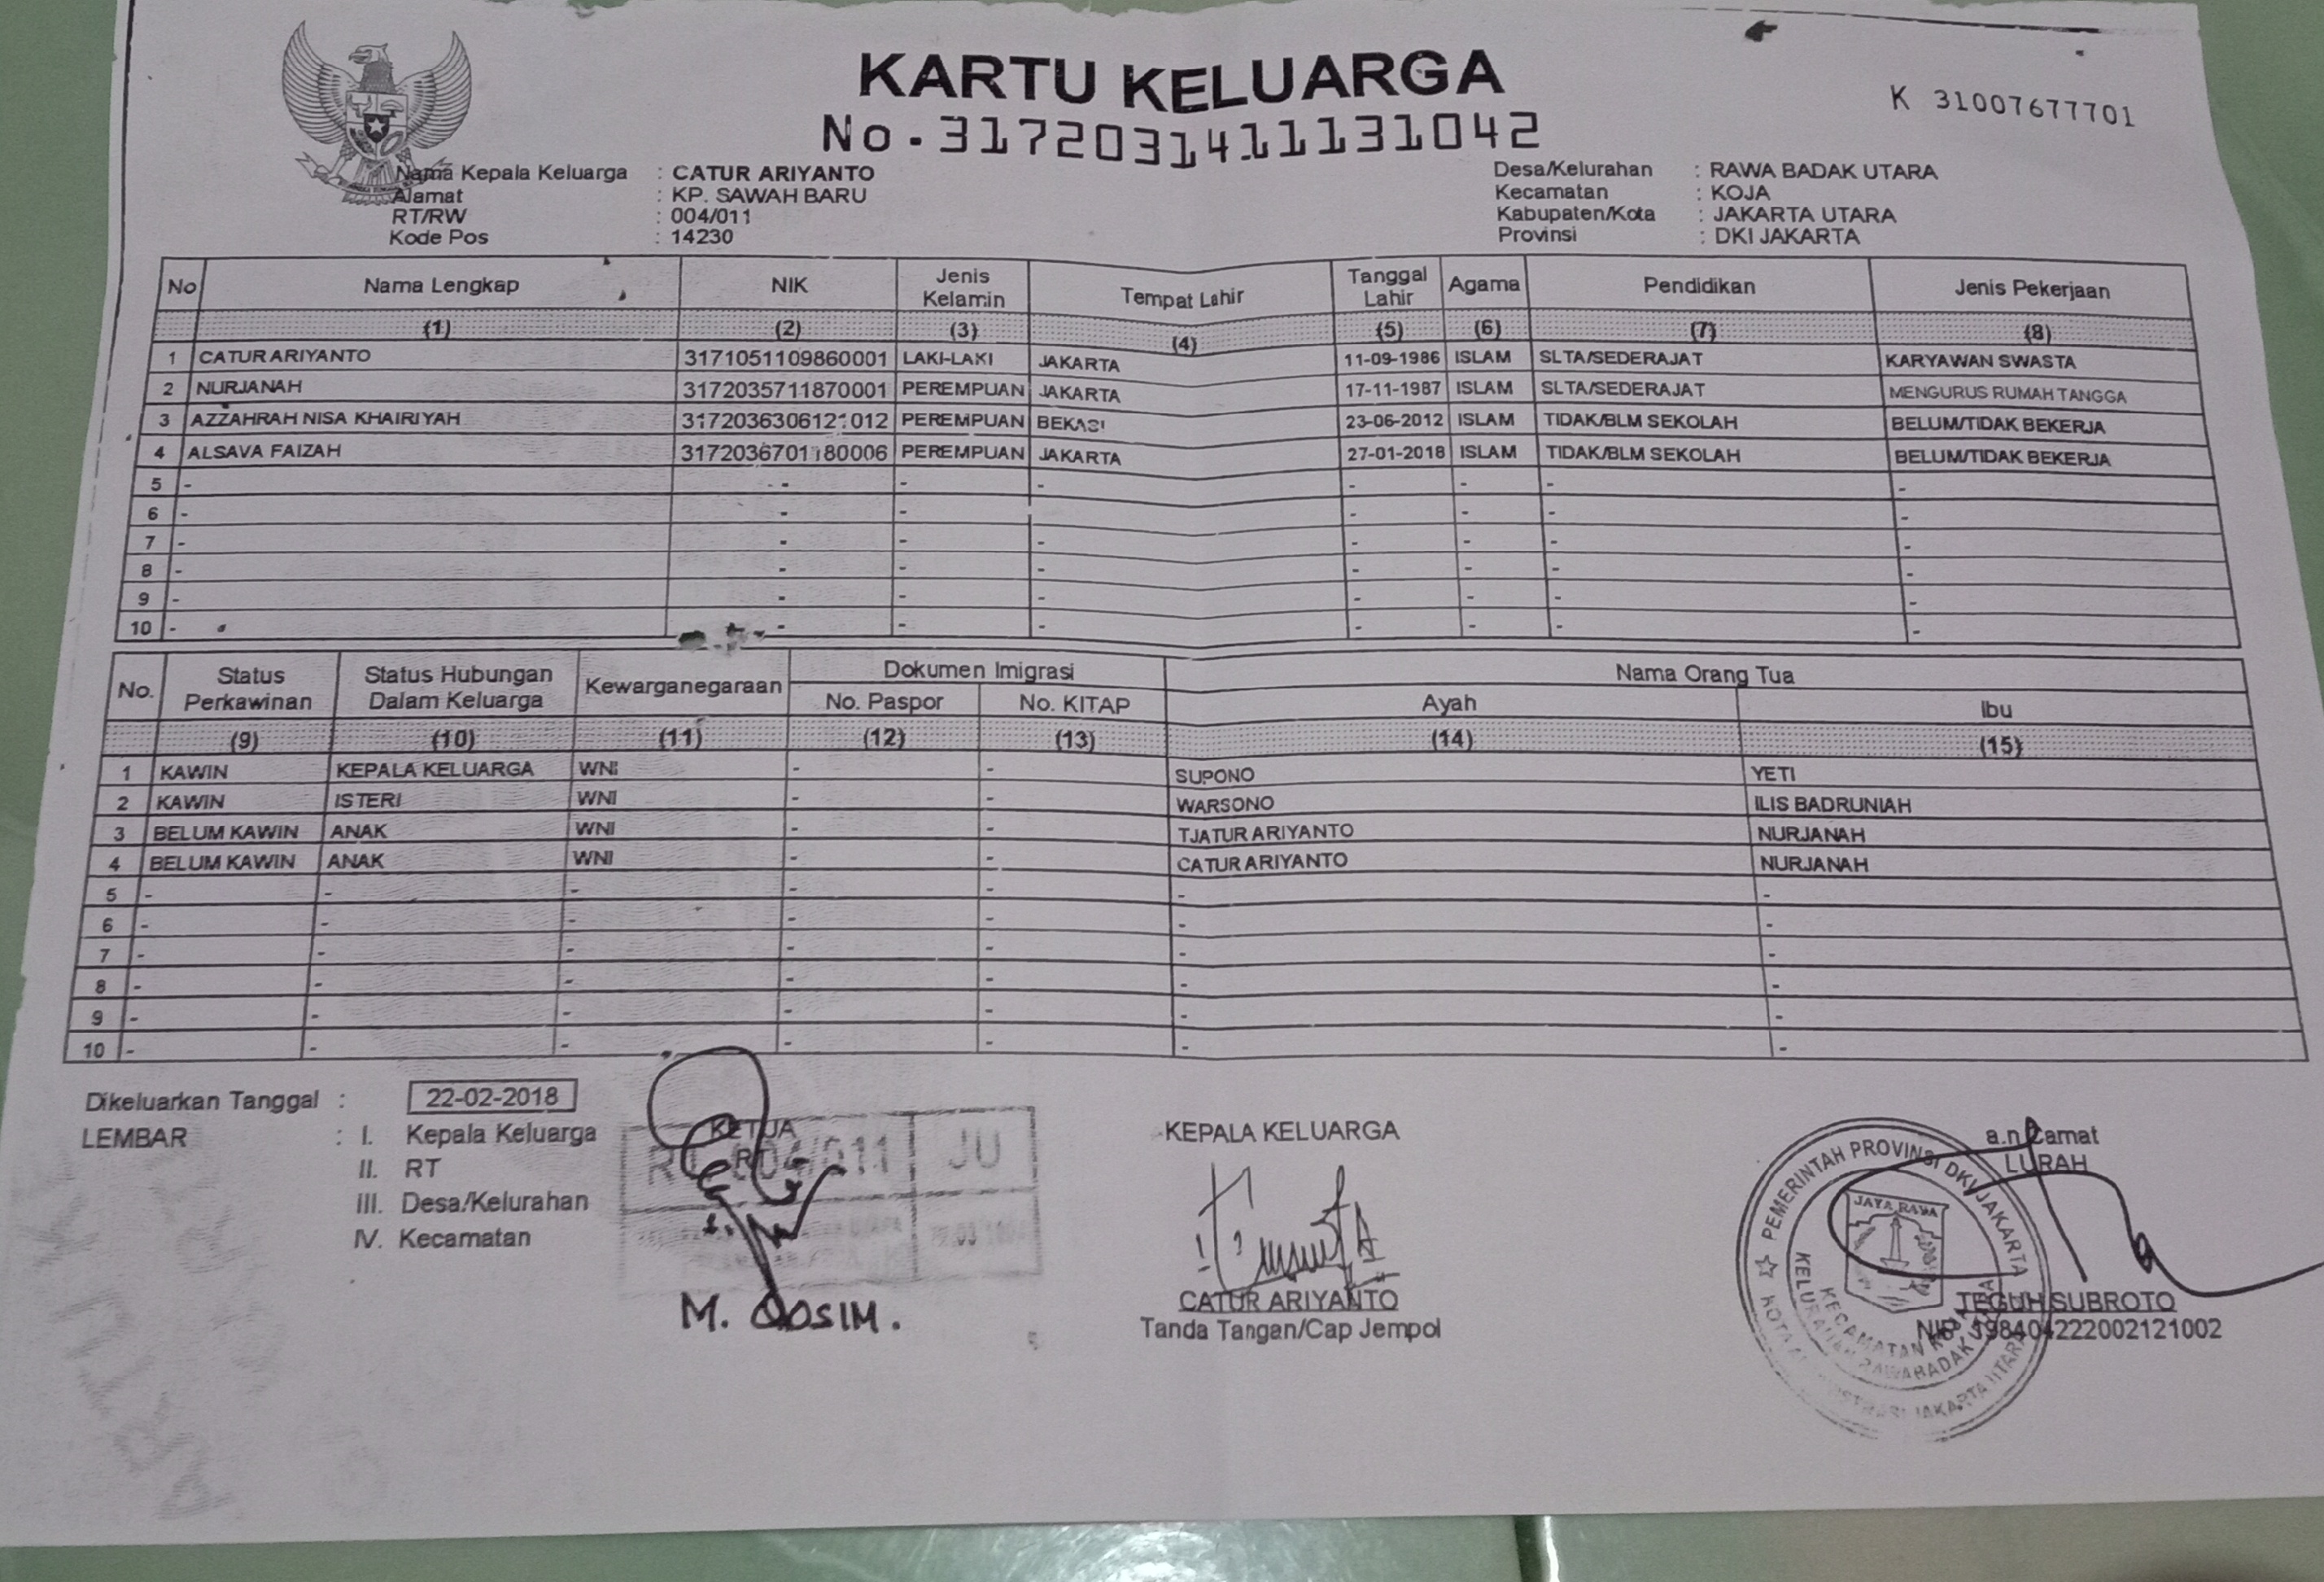 KARTU KELUARGA
No.3172031411131042
K 31007677701
Nama Kepala Keluarga : CATUR ARIYANTO
Alamat : KP. SAWAH BARU
RT/RW : 004/011
Kode Pos : 14230
Desa/Kelurahan : RAWA BADAK UTARA
Kecamatan : KOJA
Kabupaten/Kota : JAKARTA UTARA
Provinsi : DKI JAKARTA
No Nama Lengkap NIK Jenis Kelamin Tempat Lahir Tanggal Lahir Agama Pendidikan Jenis Pekerjaan
(1) (2) (3) (4) (5) (6) (7) (8)
1 CATUR ARIYANTO 3171051109860001 LAKI-LAKI JAKARTA 11-09-1986 ISLAM SLTA/SEDERAJAT KARYAWAN SWASTA
2 NURJANAH 3172035711870001 PEREMPUAN JAKARTA 17-11-1987 ISLAM SLTA/SEDERAJAT MENGURUS RUMAH TANGGA
3 AZZAHRAH NISA KHAIRIYAH 3172036306121012 PEREMPUAN BEKASI 23-06-2012 ISLAM TIDAK/BLM SEKOLAH BELUM/TIDAK BEKERJA
4 ALSAVA FAIZAH 3172036701180006 PEREMPUAN JAKARTA 27-01-2018 ISLAM TIDAK/BLM SEKOLAH BELUM/TIDAK BEKERJA
5 - - - - - - - -
6 - - - - - - -
7 - - - - - - - -
8 - - - - - - - -
9 - - - - - - - -
10 - - - - - - - -
No. Status Perkawinan Status Hubungan Dalam Keluarga Kewarganegaraan Dokumen Imigrasi Nama Orang Tua
No. Paspor No. KITAP Ayah Ibu
(9) (10) (11) (12) (13) (14) (15)
1 KAWIN KEPALA KELUARGA WNI - - SUPONO YETI
2 KAWIN ISTERI WNI - - WARSONO ILIS BADRUNIAH
3 BELUM KAWIN ANAK WNI - - TJATUR ARIYANTO NURJANAH
4 BELUM KAWIN ANAK WNI - - CATUR ARIYANTO NURJANAH
5 - - - - - - -
6 - - - - - - -
7 - - - - - - -
8 - - - - - - -
9 - - - - - - -
10 - - - - - - -
Dikeluarkan Tanggal : 22-02-2018
LEMBAR : I. Kepala Keluarga
II. RT
III. Desa/Kelurahan
IV. Kecamatan
KETUA
RT 004/011 JU
M. QOSIM.
KEPALA KELUARGA
CATUR ARIYANTO
Tanda Tangan/Cap Jempol
a.n Camat
LURAH
PEMERINTAH PROVINSI DKI JAKARTA
JAYA RAYA
KECAMATAN KOJA
KELURAHAN RAWABADAK UTARA
JAKARTA UTARA
TEGUH SUBROTO
NIP. 198404222002121002